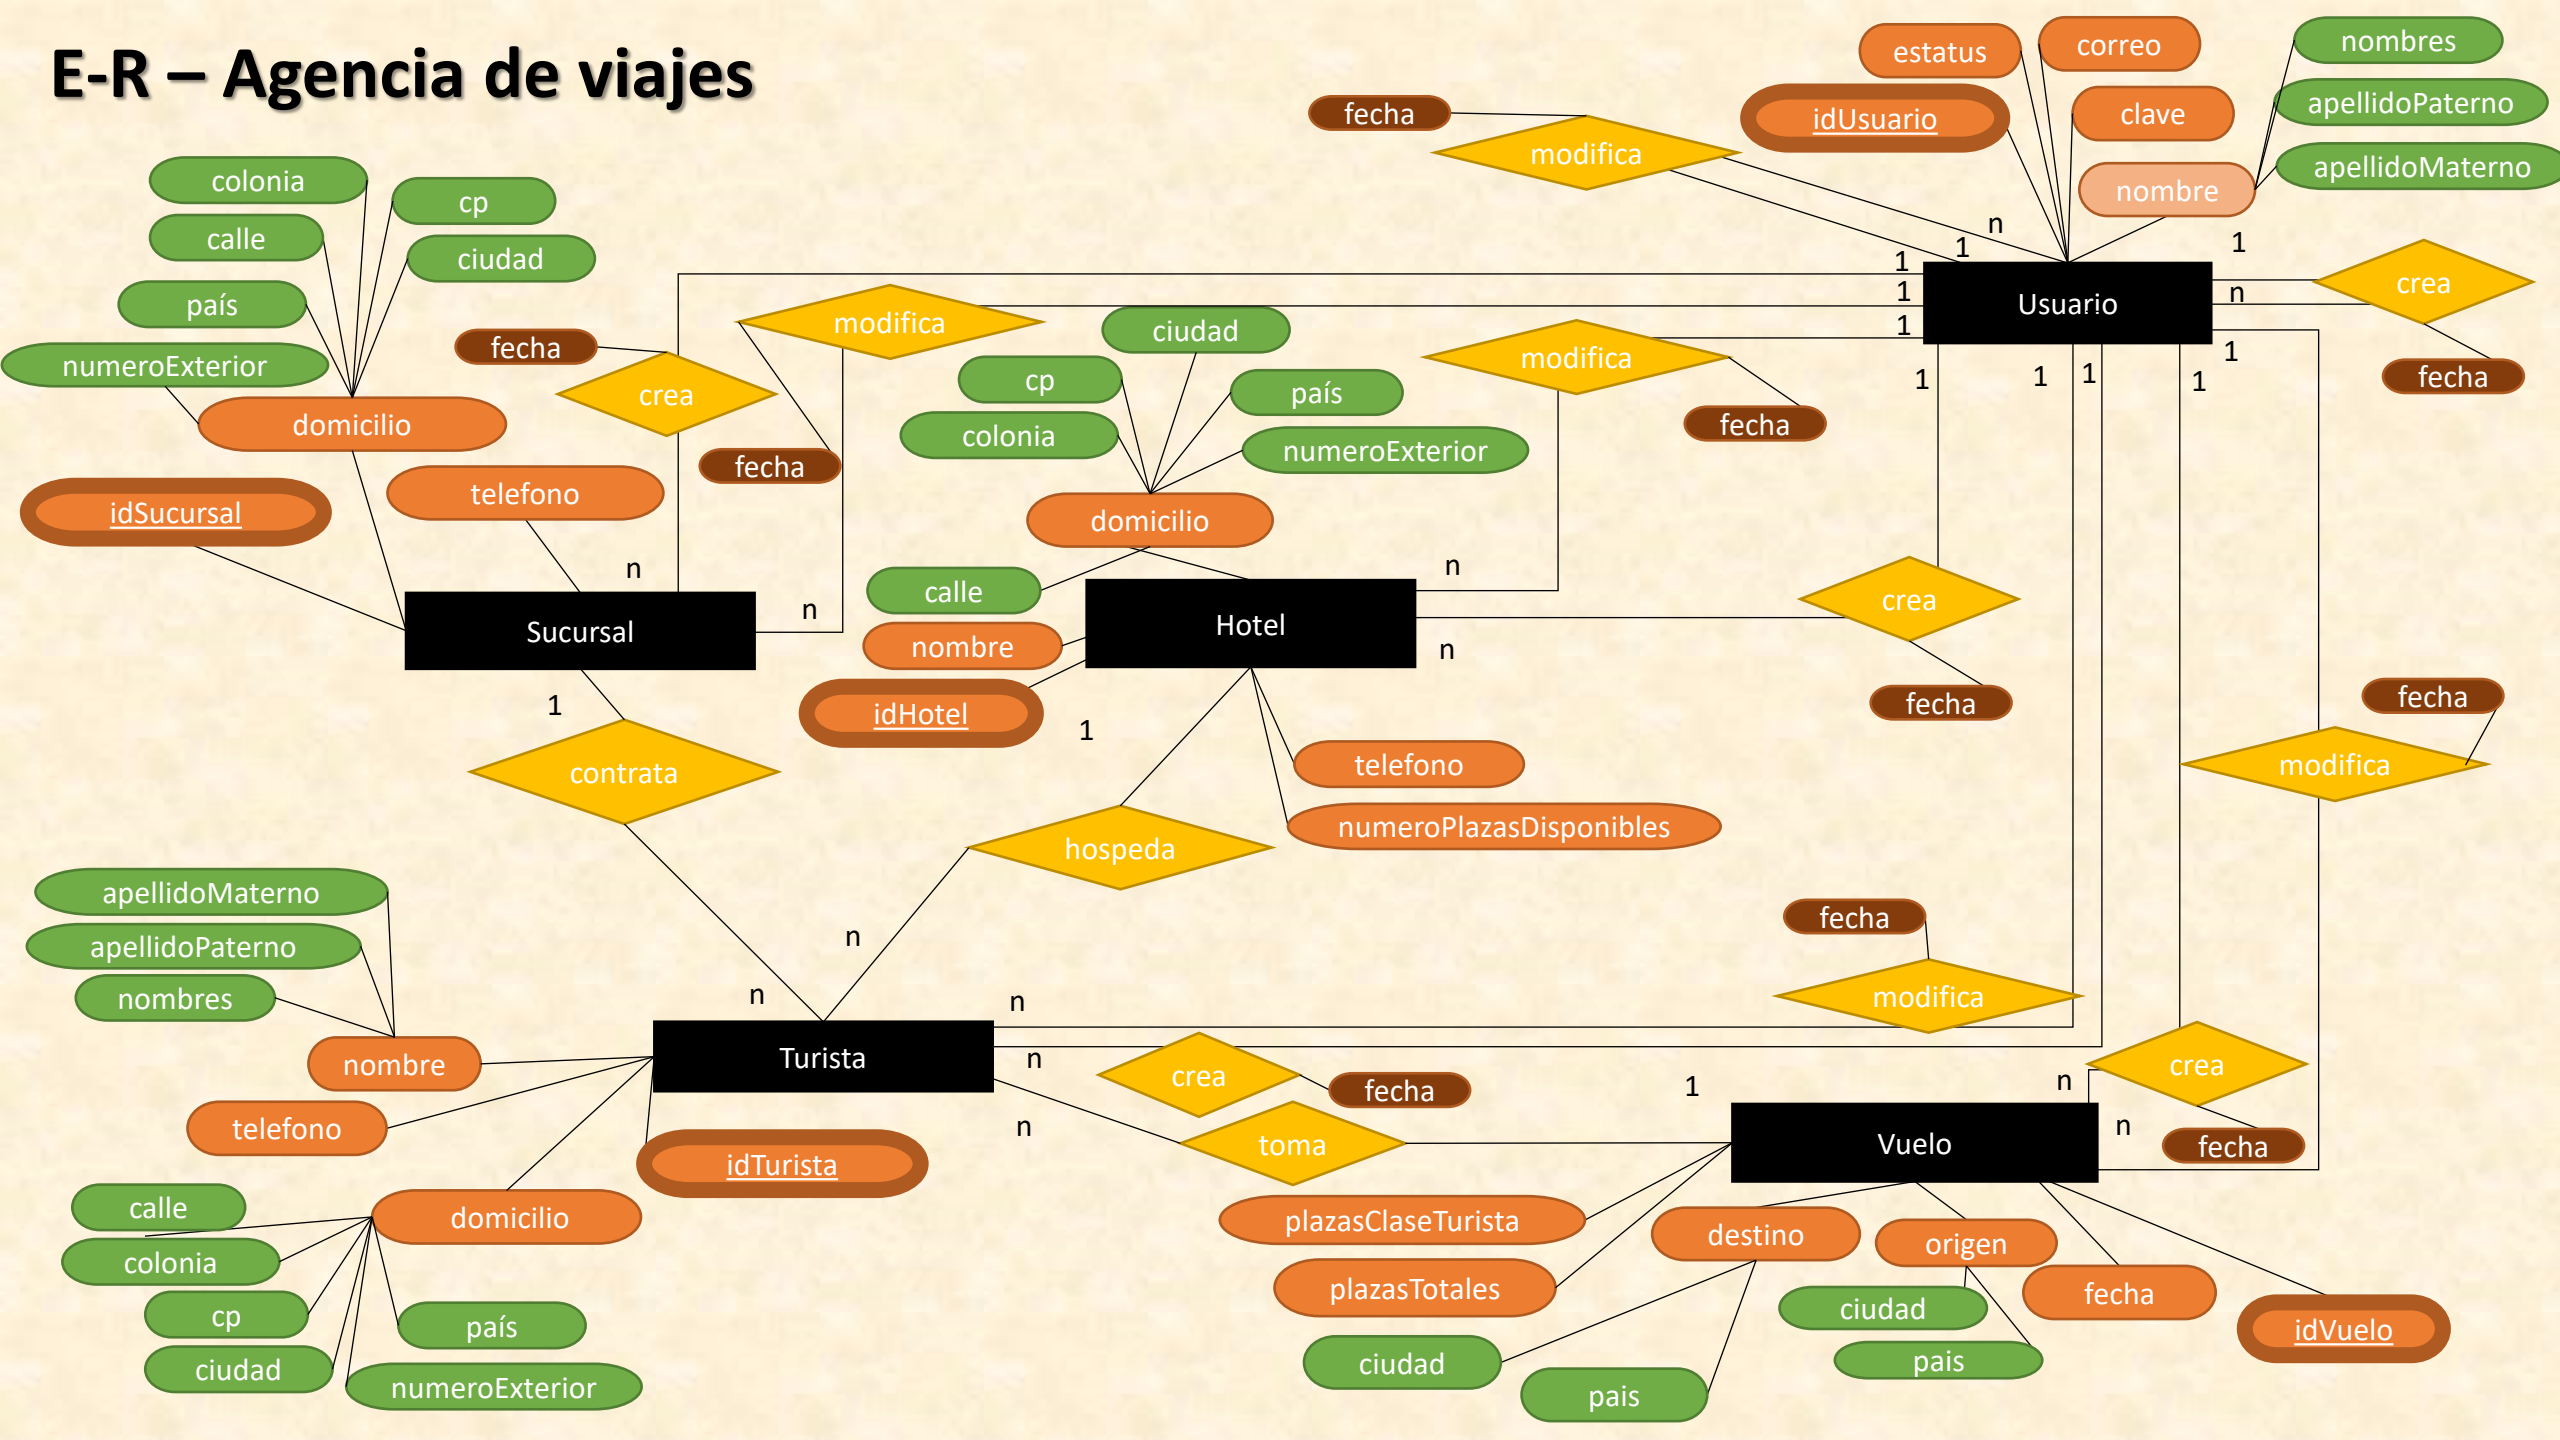 E-R – Agencia de viajes
estatus
correo
nombres
idUsuario
clave
apellidoPaterno
fecha
modifica
nombre
apellidoMaterno
n
1
1
1
1
1
Usuario
1
n
crea
fecha
1
1
1
1
1
colonia
cp
calle
ciudad
país
numeroExterior
domicilio
fecha
crea
modifica
fecha
idSucursal
telefono
n
n
Sucursal
1
contrata
ciudad
cp
país
colonia
numeroExterior
domicilio
calle
nombre
idHotel
Hotel
modifica
fecha
n
n
crea
fecha
1
telefono
numeroPlazasDisponibles
hospeda
n
n
fecha
modifica
fecha
modifica
apellidoMaterno
apellidoPaterno
nombres
nombre
telefono
Turista
idTurista
n
n
n
crea
fecha
toma
1
n
n
crea
fecha
Vuelo
calle
domicilio
colonia
cp
país
ciudad
numeroExterior
plazasClaseTurista
destino
origen
plazasTotales
ciudad
fecha
idVuelo
ciudad
pais
pais